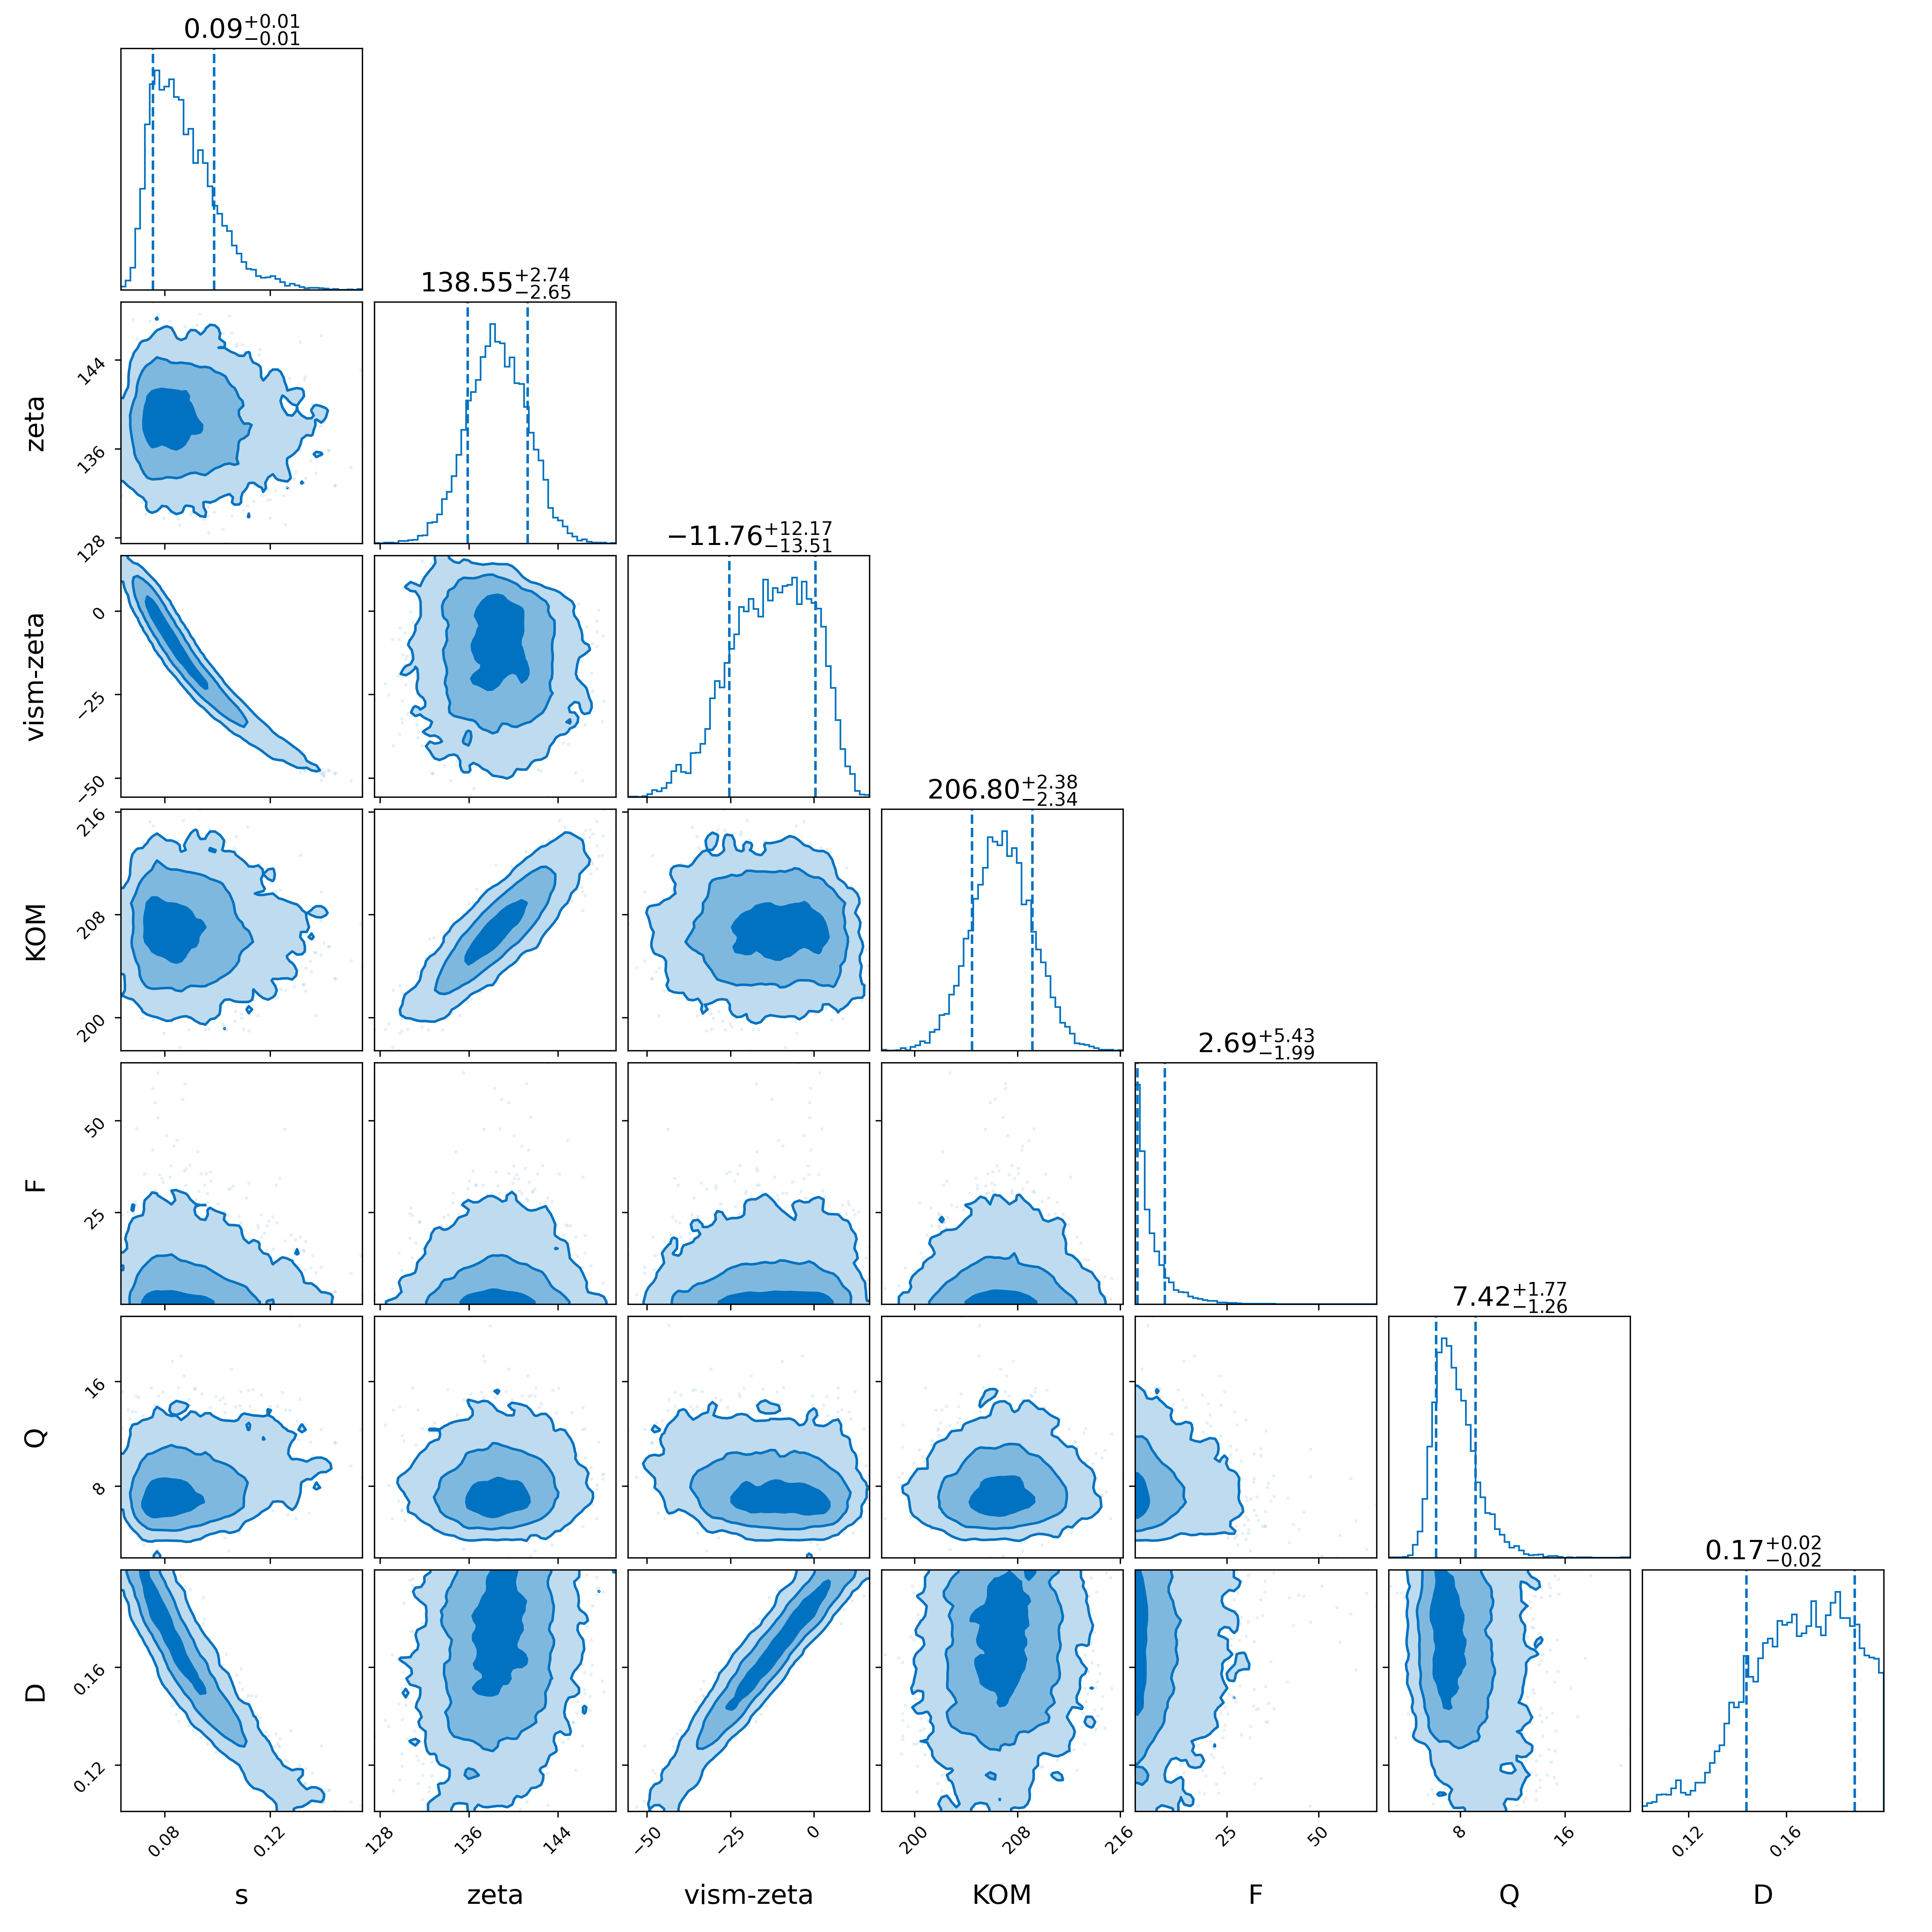 0.09+0.01−0.01
138.55+2.74−2.65
144
136
128
zeta
−11.76+12.17−13.51
0
−25
−50
vism-zeta
206.80+2.38−2.34
216
208
200
KOM
2.69+5.43−1.99
50
25
F
7.42+1.77−1.26
16
8
Q
0.17+0.02−0.02
0.16
0.12
D
0.08 0.12 128 136 144 −50 −25 0 200 208 216 25 50 8 16 0.12 0.16
s zeta vism-zeta KOM F Q D